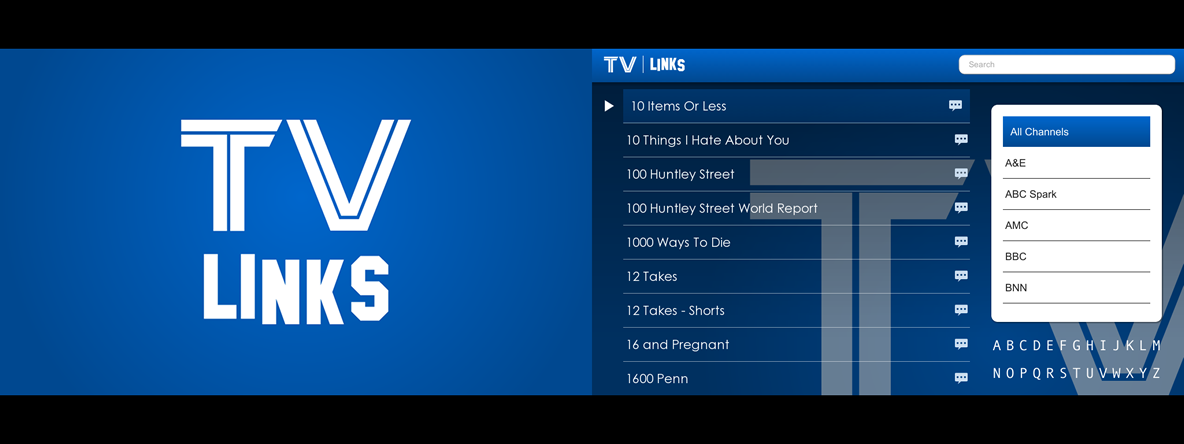 TV
LINKS
TV | LINKS
Search
10 Items Or Less
10 Things I Hate About You
100 Huntley Street
100 Huntley Street World Report
1000 Ways To Die
12 Takes
12 Takes - Shorts
16 and Pregnant
1600 Penn
All Channels
A&E
ABC Spark
AMC
BBC
BNN
A B C D E F G H I J K L M
N O P Q R S T U V W X Y Z